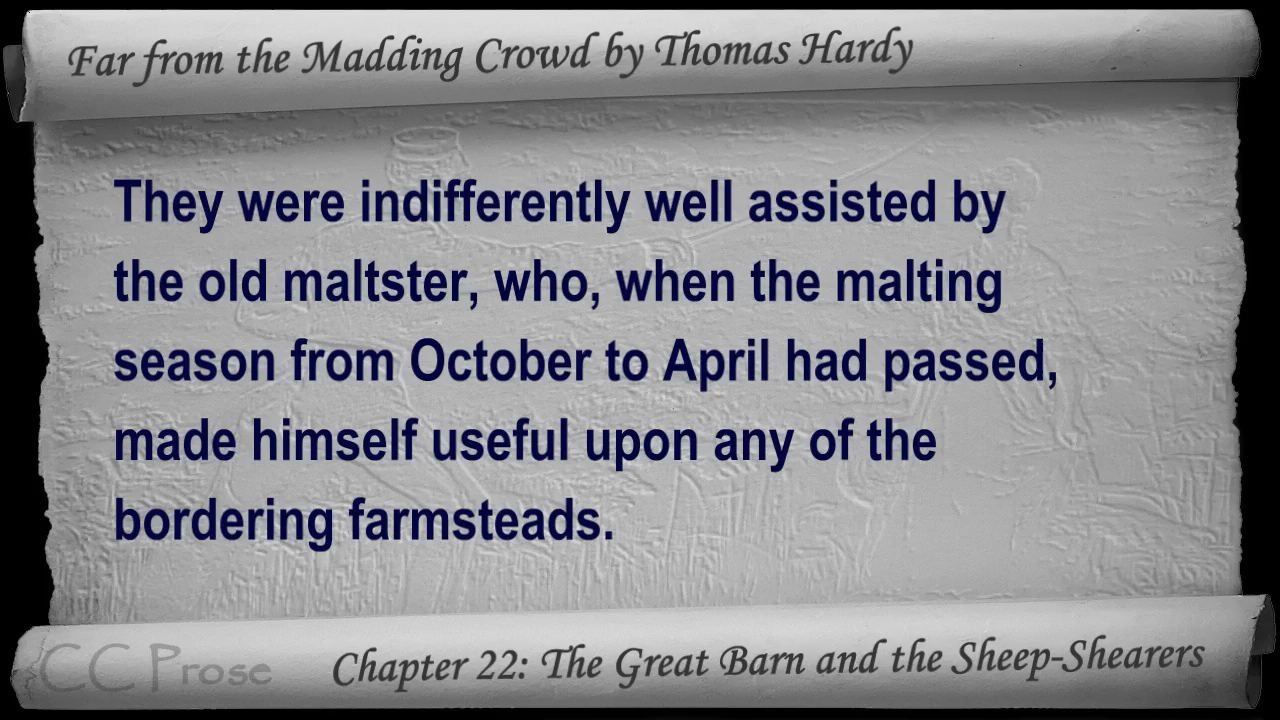 Far from the Madding Crowd by Thomas Hardy
They were indifferently well assisted by
the old maltster, who, when the malting
season from October to April had passed,
made himself useful upon any of the
bordering farmsteads.
CC Prose
Chapter 22: The Great Barn and the Sheep-Shearers